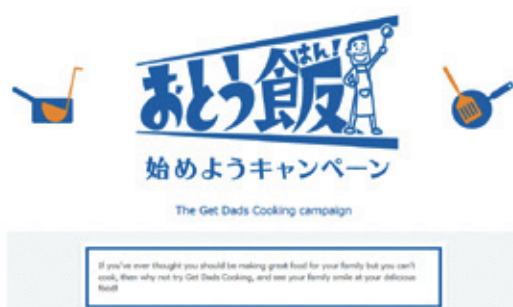 おとう飯
はん!
始めようキャンペーン
The Get Dads Cooking campaign
If you've ever thought you should be making great food for your family but you can't
cook, then why not try Get Dads Cooking, and see your family smile at your delicious
food!